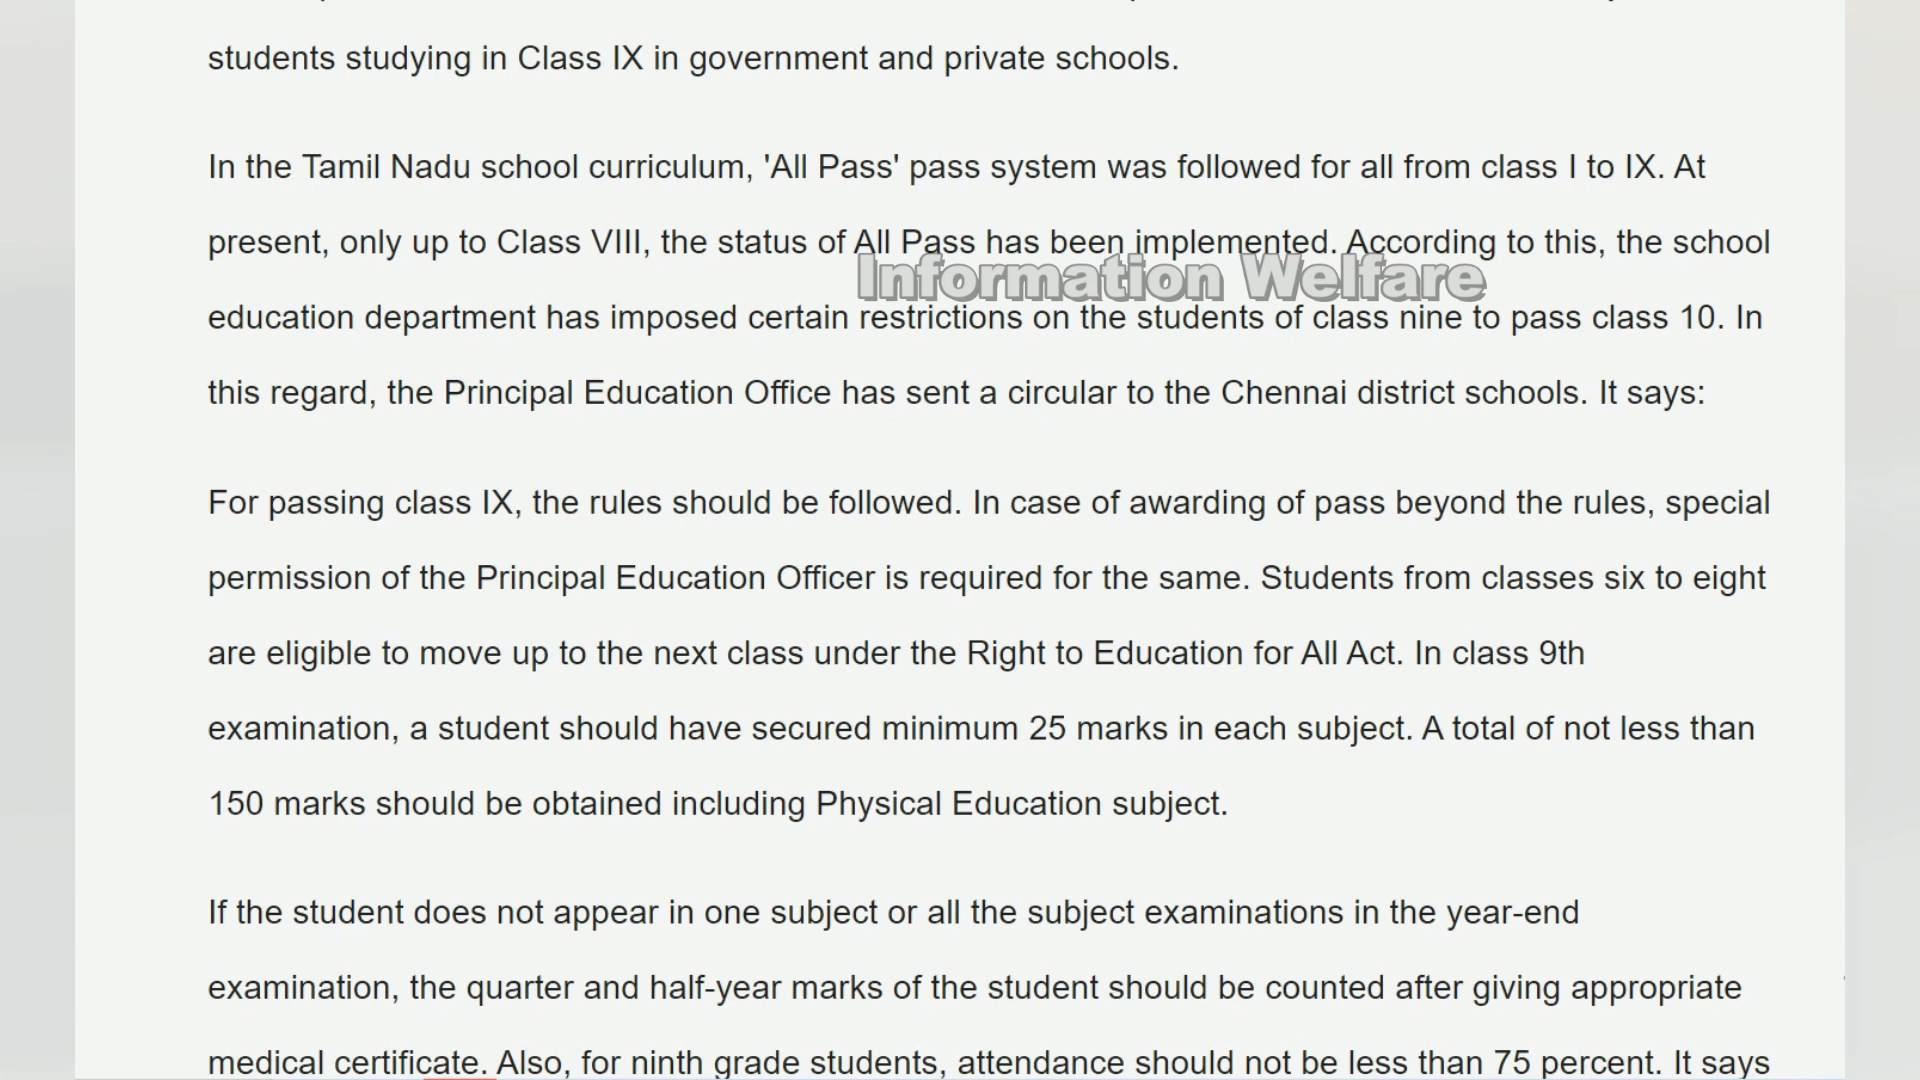 students studying in Class IX in government and private schools.
In the Tamil Nadu school curriculum, 'All Pass' pass system was followed for all from class I to IX. At
present, only up to Class VIII, the status of All Pass has been implemented. According to this, the school
Information Welfare
education department has imposed certain restrictions on the students of class nine to pass class 10. In
this regard, the Principal Education Office has sent a circular to the Chennai district schools. It says:
For passing class IX, the rules should be followed. In case of awarding of pass beyond the rules, special
permission of the Principal Education Officer is required for the same. Students from classes six to eight
are eligible to move up to the next class under the Right to Education for All Act. In class 9th
examination, a student should have secured minimum 25 marks in each subject. A total of not less than
150 marks should be obtained including Physical Education subject.
If the student does not appear in one subject or all the subject examinations in the year-end
examination, the quarter and half-year marks of the student should be counted after giving appropriate
medical certificate. Also, for ninth grade students, attendance should not be less than 75 percent. It says